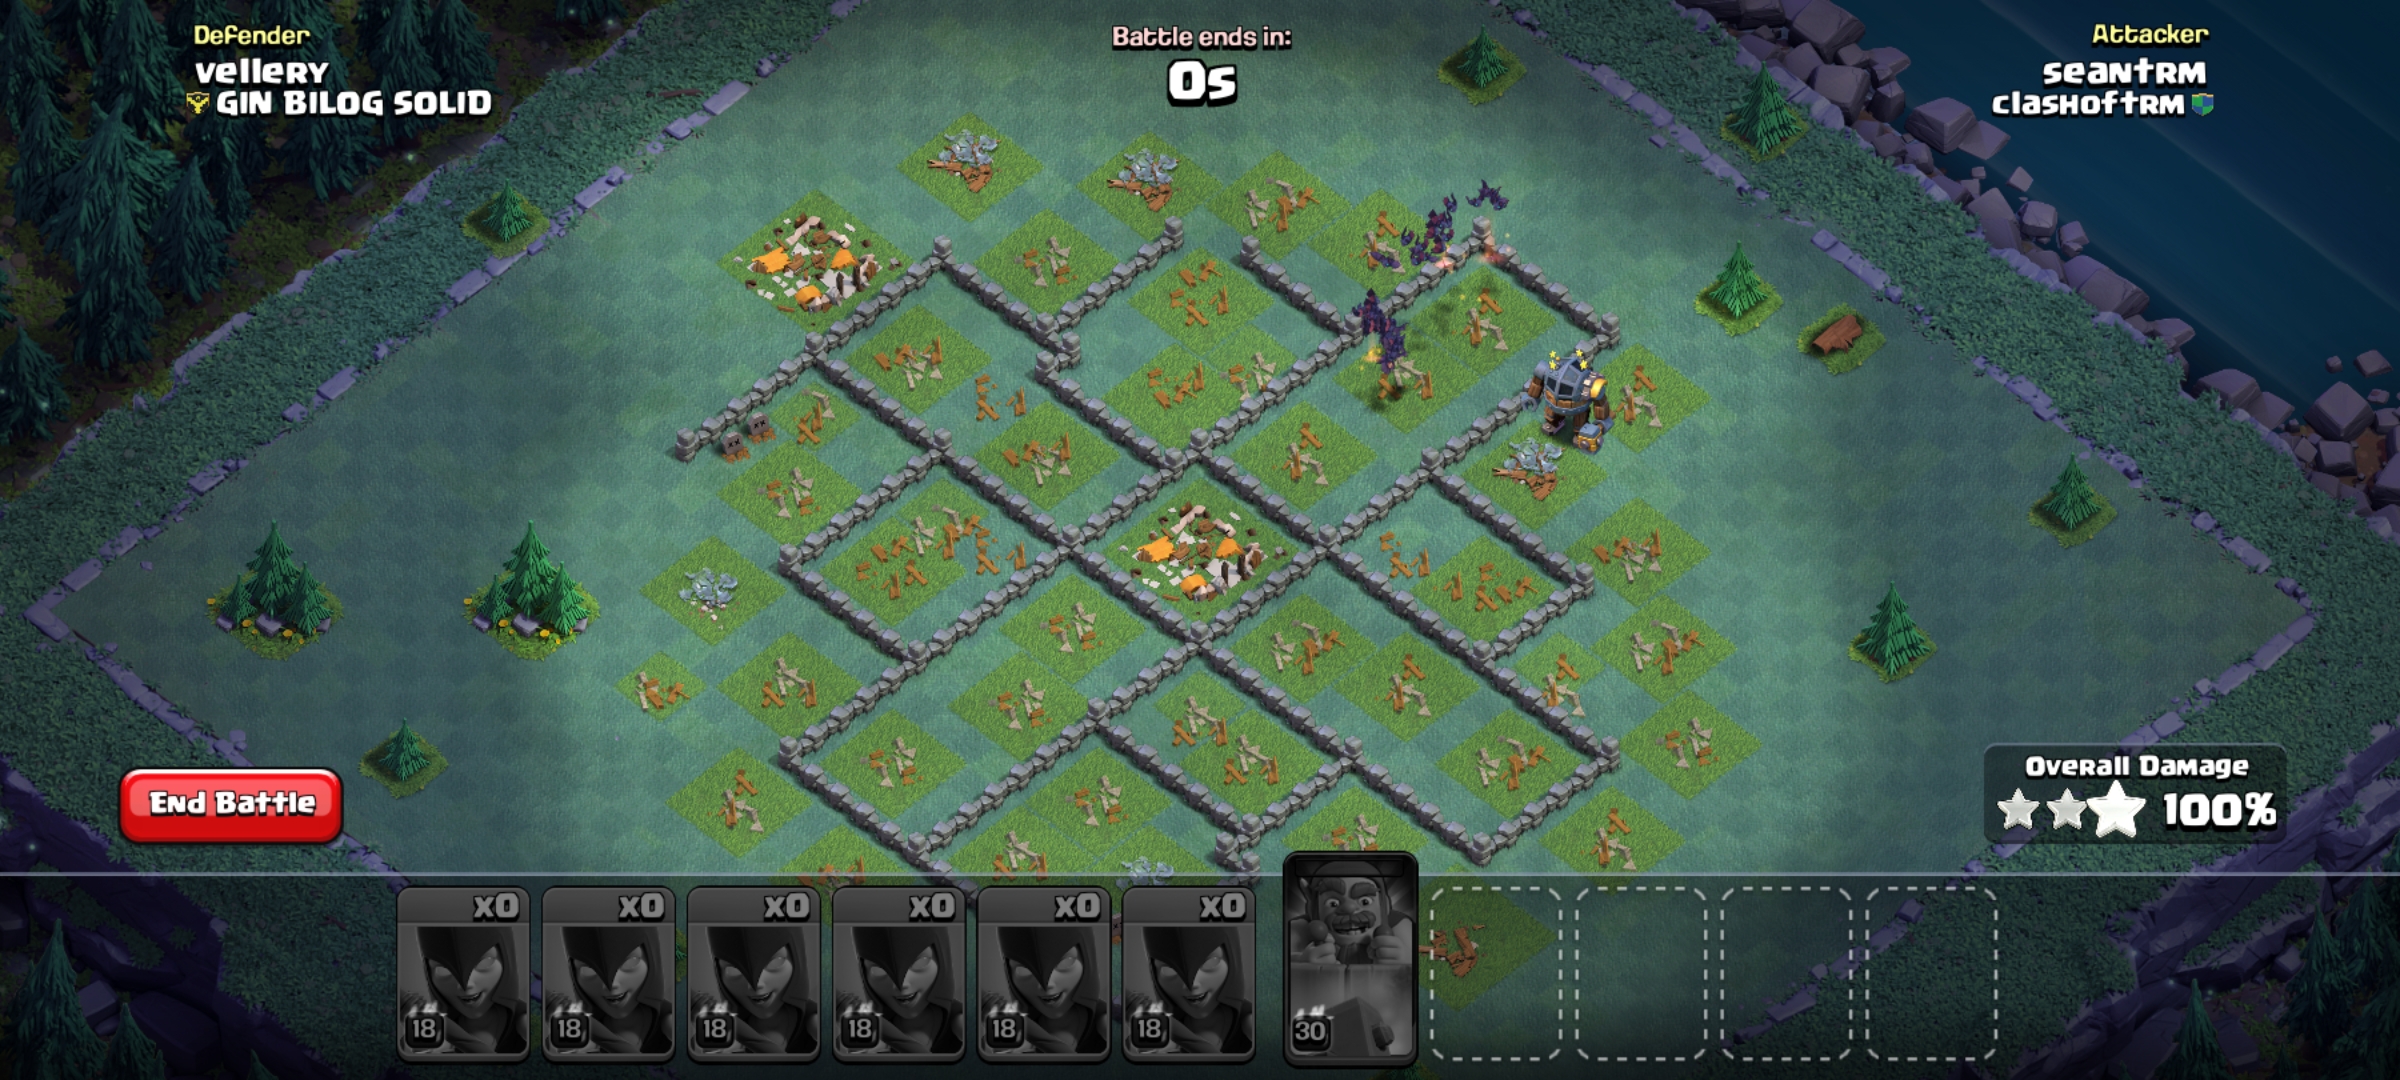 Defender
vellery
GIN BILOG SOLID
Battle ends in:
0s
Attacker
seantrm
clashoftrm
End Battle
Overall Damage
100%
x0 x0 x0 x0 x0 x0
18 18 18 18 18 18 30